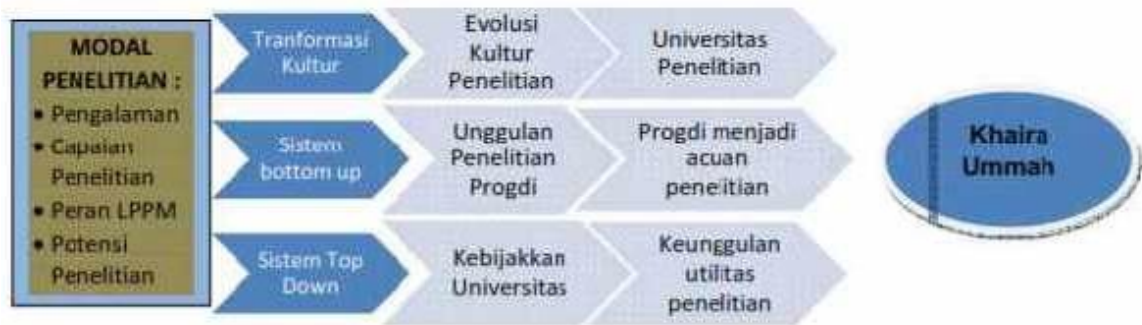 MODAL
PENELITIAN :
• Pengalaman
• Capaian
Penelitian
• Peran LPPM
• Potensi
Penelitian
Tranformasi
Kultur
Evolusi
Kultur
Penelitian
Universitas
Penelitian
Sistem
bottom up
Unggulan
Penelitian
Progdi
Progdi menjadi
acuan
penelitian
Sistem Top
Down
Kebijakkan
Universitas
Keunggulan
utilitas
penelitian
Khaira
Ummah